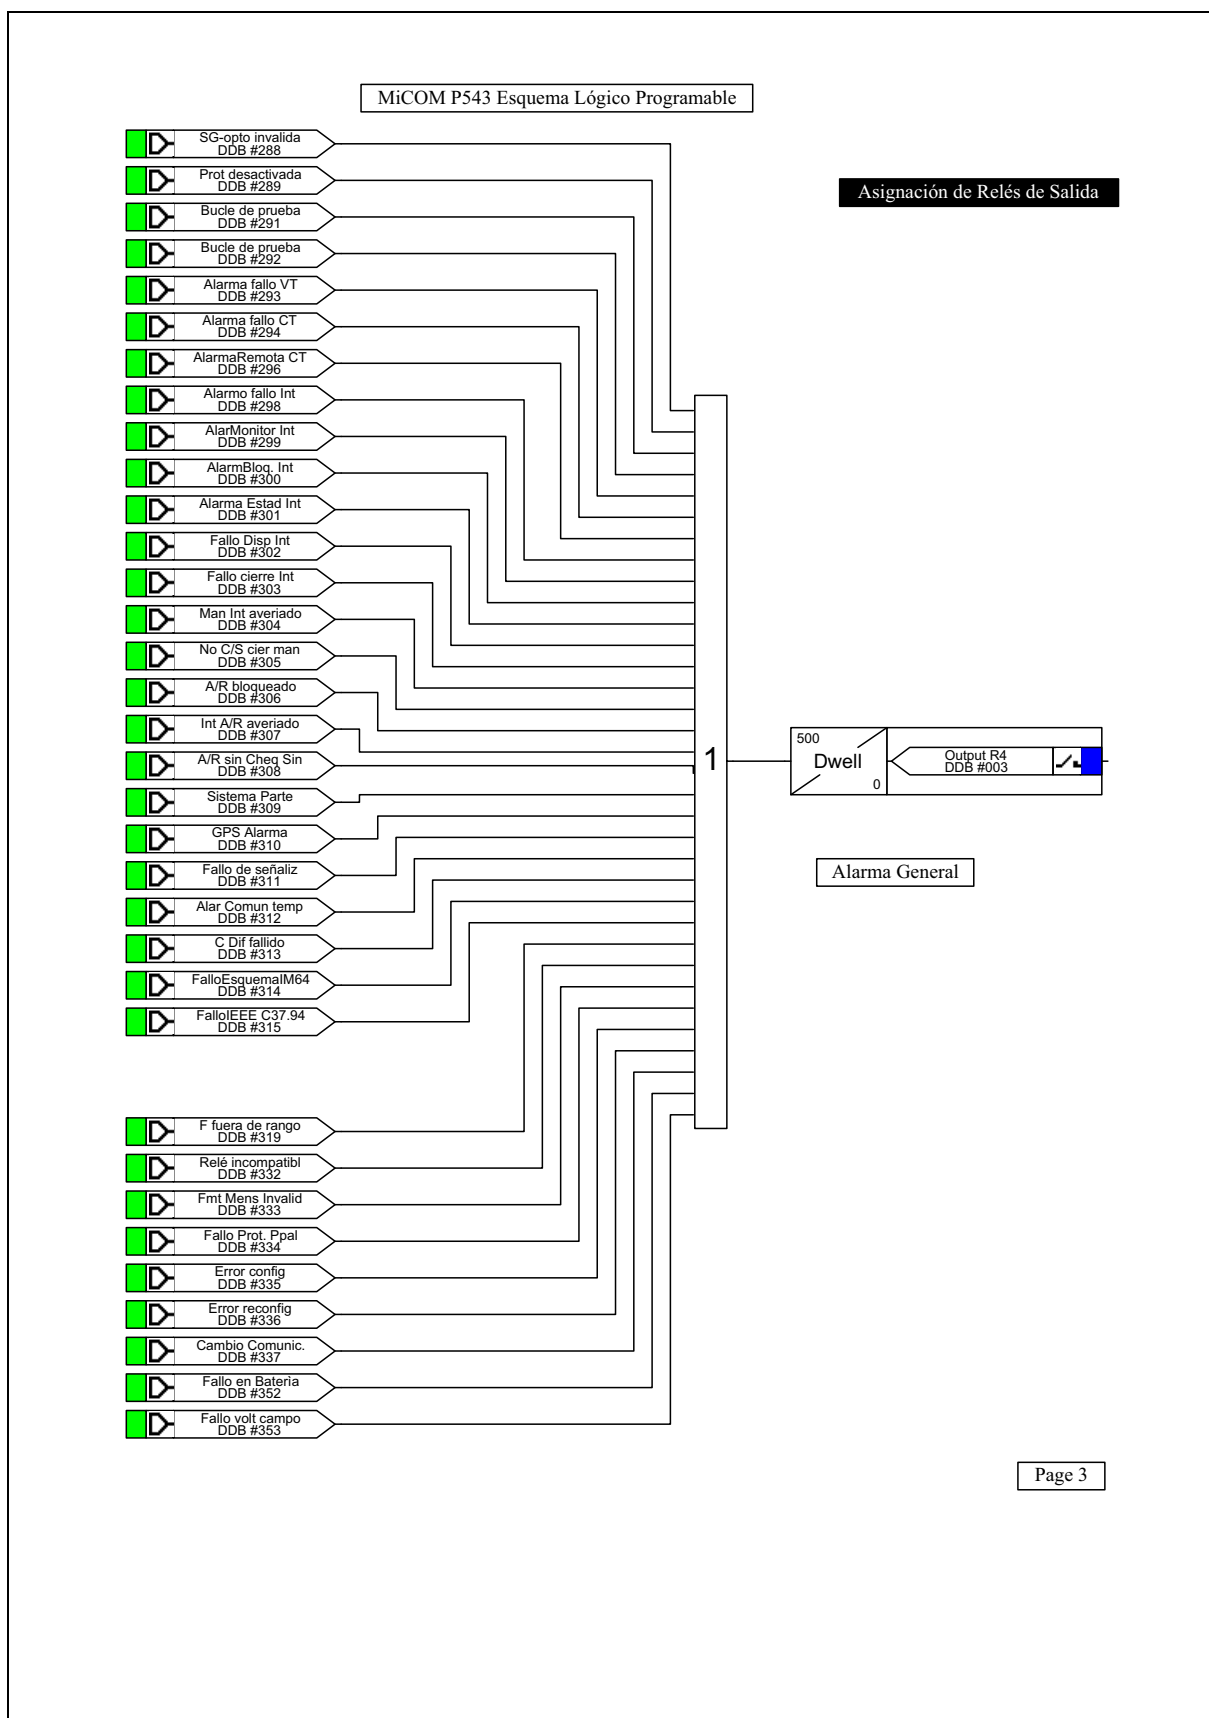 MiCOM P543 Esquema Lógico Programable
SG-opto invalida
DDB #288
Prot desactivada
DDB #289
Asignación de Relés de Salida
Bucle de prueba
DDB #291
Bucle de prueba
DDB #292
Alarma fallo VT
DDB #293
Alarma fallo CT
DDB #294
AlarmaRemota CT
DDB #296
Alarmo fallo Int
DDB #298
AlarMonitor Int
DDB #299
AlarmBloq. Int
DDB #300
Alarma Estad Int
DDB #301
Fallo Disp Int
DDB #302
Fallo cierre Int
DDB #303
Man Int averiado
DDB #304
No C/S cier man
DDB #305
A/R bloqueado
DDB #306
Int A/R averiado
DDB #307
A/R sin Cheq Sin
DDB #308
Sistema Parte
DDB #309
GPS Alarma
DDB #310
Fallo de señaliz
DDB #311
Alar Comun temp
DDB #312
C Dif fallido
DDB #313
FalloEsquemaIM64
DDB #314
FalloIEEE C37.94
DDB #315
1
500
Dwell
0
Output R4
DDB #003
Alarma General
F fuera de rango
DDB #319
Relé incompatibl
DDB #332
Fmt Mens Invalid
DDB #333
Fallo Prot. Ppal
DDB #334
Error config
DDB #335
Error reconfig
DDB #336
Cambio Comunic.
DDB #337
Fallo en Baterìa
DDB #352
Fallo volt campo
DDB #353
Page 3